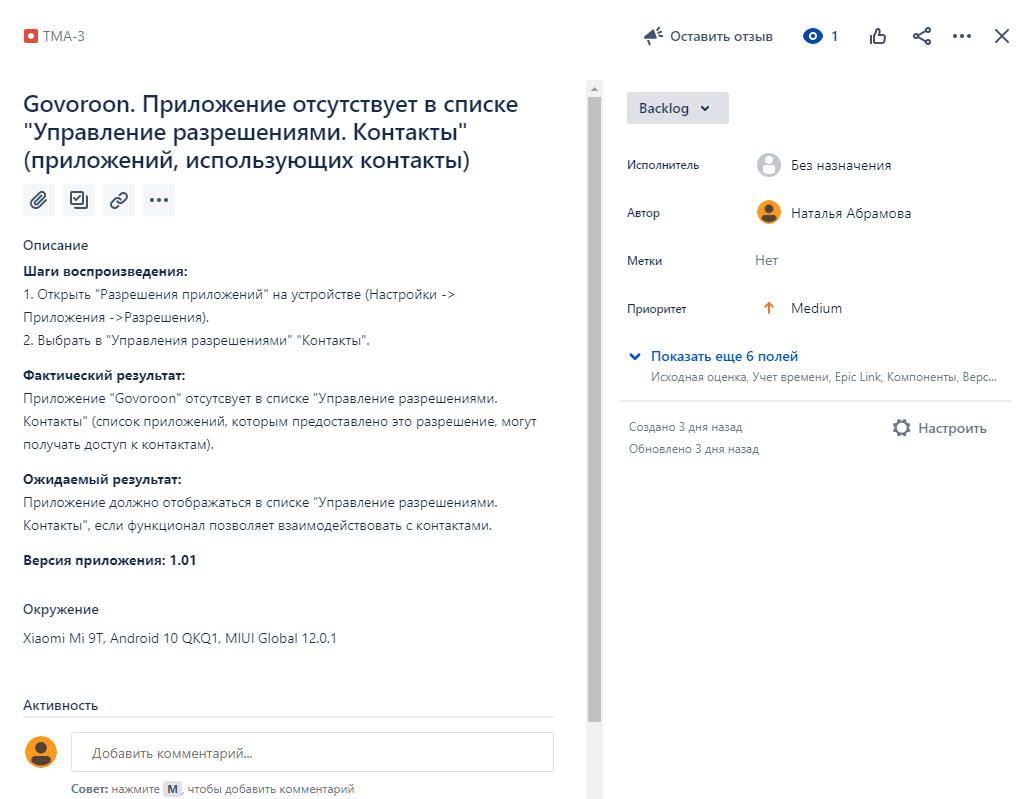 TMA-3
Оставить отзыв
1
Govoroon. Приложение отсутствует в списке
"Управление разрешениями. Контакты"
(приложений, использующих контакты)
Описание
Шаги воспроизведения:
1. Открыть "Разрешения приложений" на устройстве (Настройки ->
Приложения ->Разрешения).
2. Выбрать в "Управления разрешениями" "Контакты".
Фактический результат:
Приложение "Govoroon" отсутсвует в списке "Управление разрешениями.
Контакты" (список приложений, которым предоставлено это разрешение, могут
получать доступ к контактам).
Ожидаемый результат:
Приложение должно отображаться в списке "Управление разрешениями.
Контакты", если функционал позволяет взаимодействовать с контактами.
Версия приложения: 1.01
Окружение
Xiaomi Mi 9T, Android 10 QKQ1, MIUI Global 12.0.1
Активность
Добавить комментарий...
Совет: нажмите M, чтобы добавить комментарий
Backlog
Исполнитель
Без назначения
Автор
Наталья Абрамова
Метки
Нет
Приоритет
Medium
Показать еще 6 полей
Исходная оценка, Учет времени, Epic Link, Компоненты, Верс...
Создано 3 дня назад
Настроить
Обновлено 3 дня назад